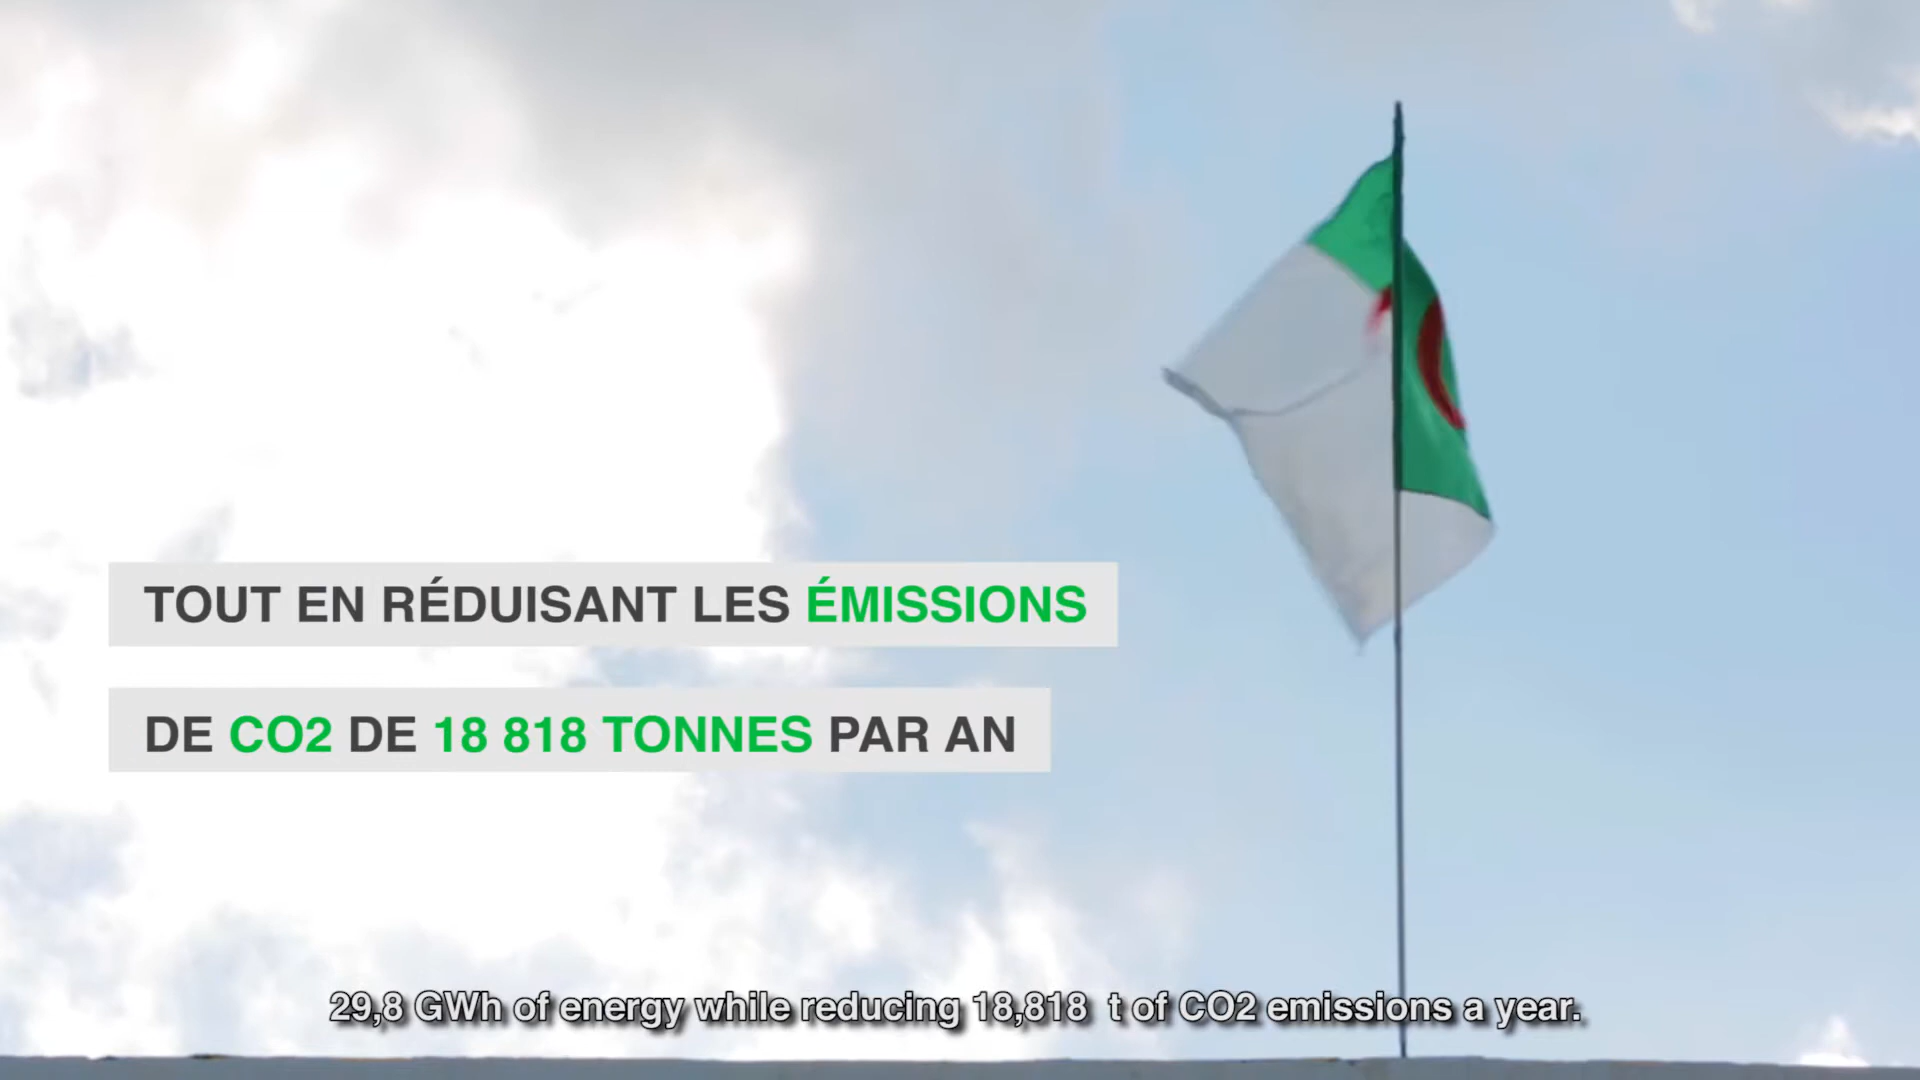 TOUT EN RÉDUISANT LES ÉMISSIONS
DE CO2 DE 18 818 TONNES PAR AN
29,8 GWh of energy while reducing 18,818 t of CO2 emissions a year.